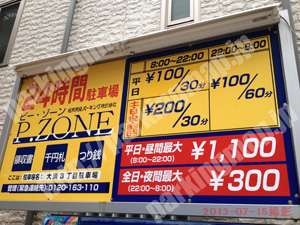 24時間駐車場
ピー・ゾーン
P.ZONE
領収書 千円札 つり銭
ここは、駐車場名: 大須3丁目駐車場
管理(緊急連絡先):0120-163-110
8:00〜22:00 22:00〜8:00
平日 ¥100/30分 ¥100/60分
土日祝 ¥200/30分
平日・昼間最大 (8:00〜22:00) ¥1,100
全日・夜間最大 (22:00〜8:00) ¥300
2013-07-15撮影